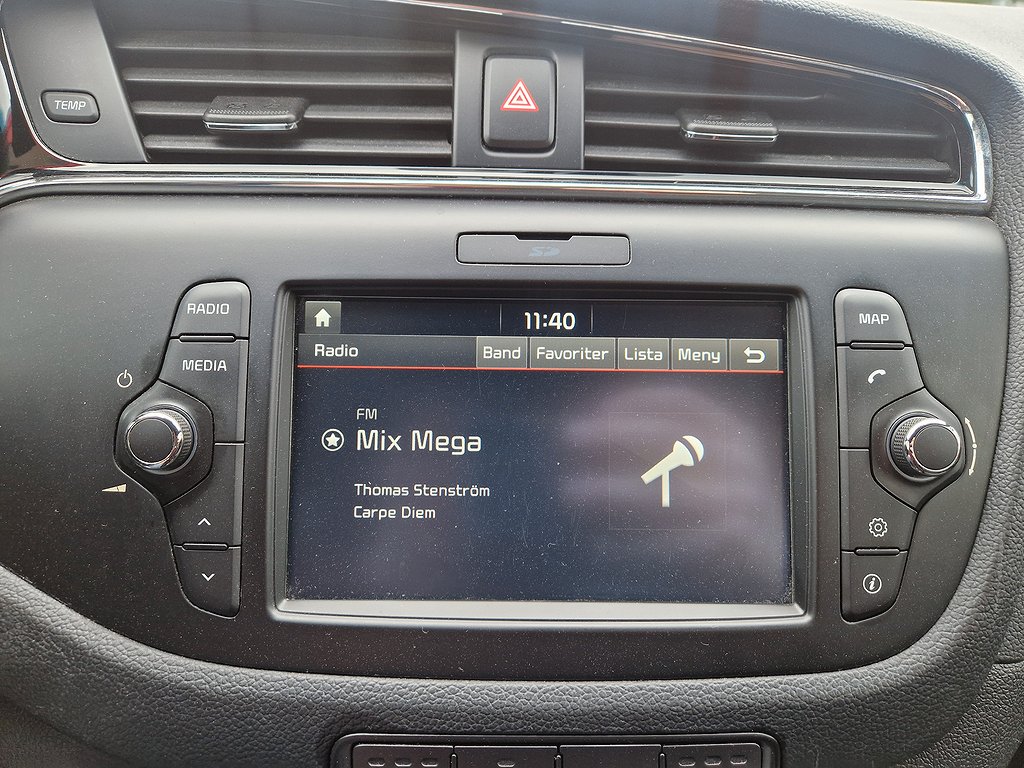 TEMP
SD
RADIO
MEDIA
MAP
11:40
Radio
Band
Favoriter
Lista
Meny
FM
Mix Mega
Thomas Stenström
Carpe Diem